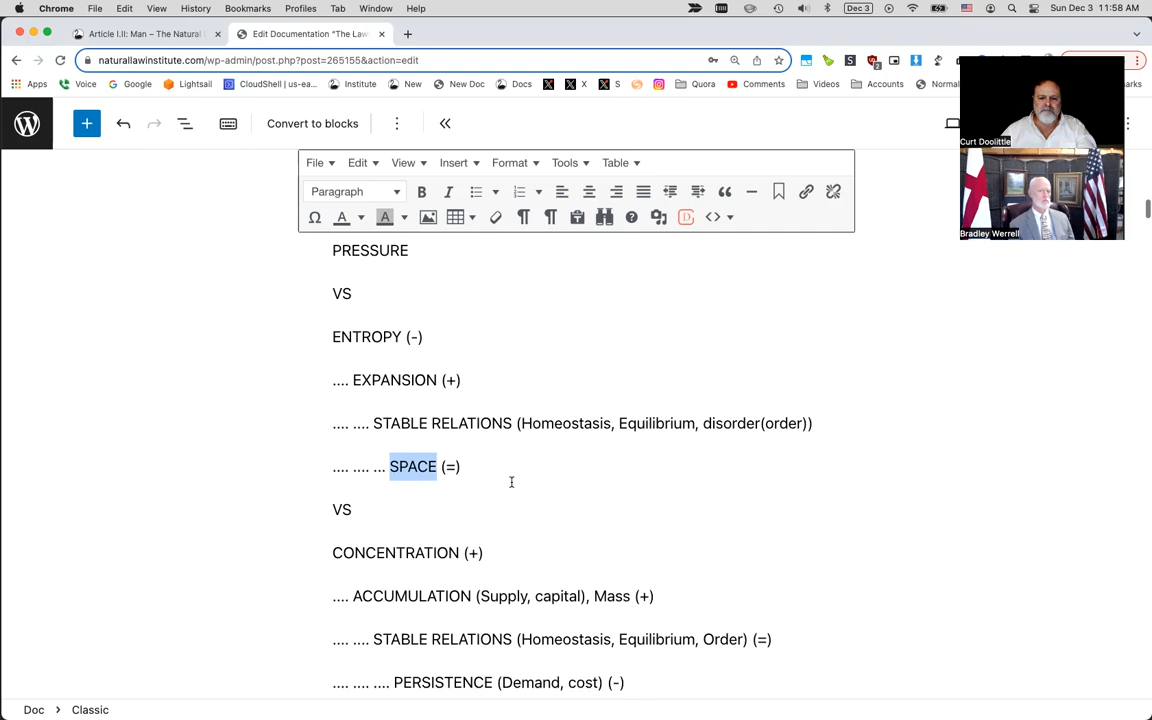 Chrome File Edit View History Bookmarks Profiles Tab Window Help Dec 3 Sun Dec 3 11:58 AM
Article I.II: Man – The Natural Edit Documentation “The Law
naturallawinstitute.com/wp-admin/post.php?post=265155&action=edit
Apps Voice Google Lightsail CloudShell | us-ea... Institute New New Doc Docs X S Quora Comments Videos Accounts Normal marks
Convert to blocks
Curt Doolittle
Bradley Werrell
File Edit View Insert Format Tools Table
Paragraph
PRESSURE
VS
ENTROPY (-)
.... EXPANSION (+)
.... .... STABLE RELATIONS (Homeostasis, Equilibrium, disorder(order))
.... .... ... SPACE (=)
VS
CONCENTRATION (+)
.... ACCUMULATION (Supply, capital), Mass (+)
.... .... STABLE RELATIONS (Homeostasis, Equilibrium, Order) (=)
.... .... .... PERSISTENCE (Demand, cost) (-)
Doc › Classic